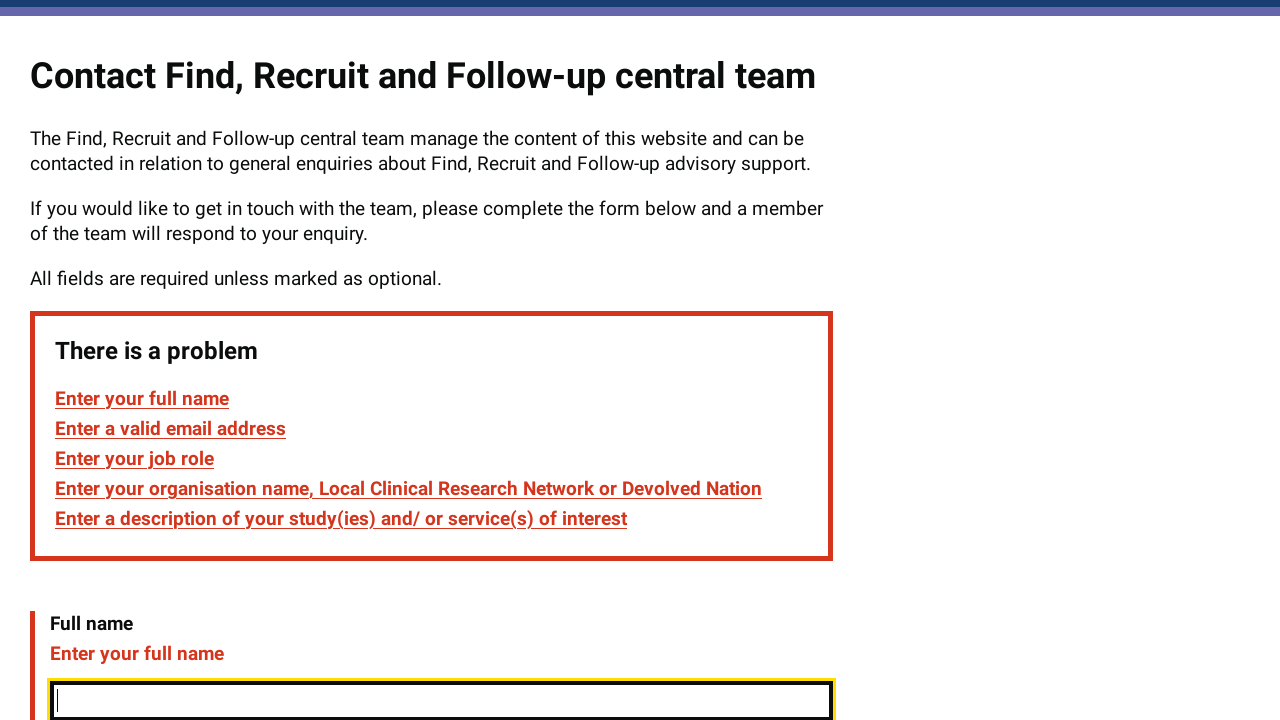 Contact Find, Recruit and Follow-up central team
The Find, Recruit and Follow-up central team manage the content of this website and can be
contacted in relation to general enquiries about Find, Recruit and Follow-up advisory support.
If you would like to get in touch with the team, please complete the form below and a member
of the team will respond to your enquiry.
All fields are required unless marked as optional.
There is a problem
Enter your full name
Enter a valid email address
Enter your job role
Enter your organisation name, Local Clinical Research Network or Devolved Nation
Enter a description of your study(ies) and/ or service(s) of interest
Full name
Enter your full name